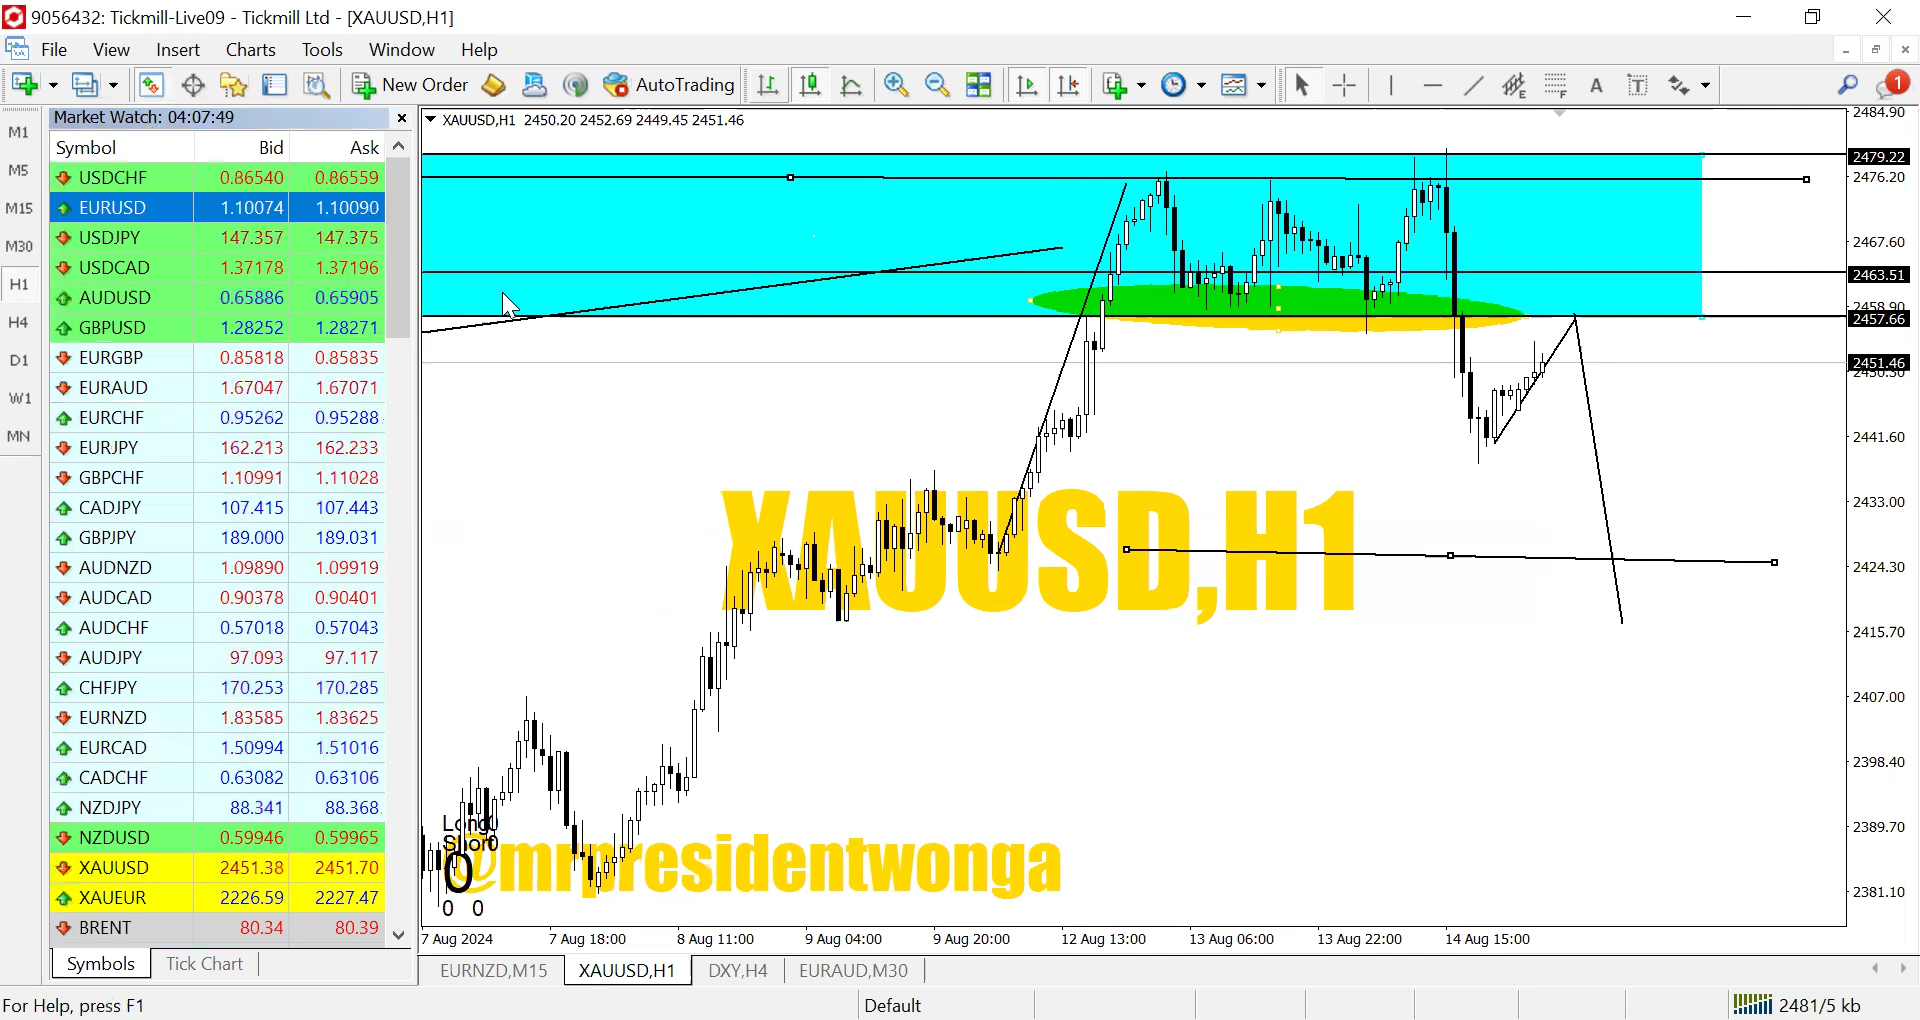 9056432: Tickmill-Live09 - Tickmill Ltd - [XAUUSD,H1]
File View Insert Charts Tools Window Help
New Order AutoTrading A T 1
Market Watch: 04:07:49
Symbol Bid Ask
USDCHF 0.86540 0.86559
EURUSD 1.10074 1.10090
USDJPY 147.357 147.375
USDCAD 1.37178 1.37196
AUDUSD 0.65886 0.65905
GBPUSD 1.28252 1.28271
EURGBP 0.85818 0.85835
EURAUD 1.67047 1.67071
EURCHF 0.95262 0.95288
EURJPY 162.213 162.233
GBPCHF 1.10991 1.11028
CADJPY 107.415 107.443
GBPJPY 189.000 189.031
AUDNZD 1.09890 1.09919
AUDCAD 0.90378 0.90401
AUDCHF 0.57018 0.57043
AUDJPY 97.093 97.117
CHFJPY 170.253 170.285
EURNZD 1.83585 1.83625
EURCAD 1.50994 1.51016
CADCHF 0.63082 0.63106
NZDJPY 88.341 88.368
NZDUSD 0.59946 0.59965
XAUUSD 2451.38 2451.70
XAUEUR 2226.59 2227.47
BRENT 80.34 80.39
Symbols Tick Chart
M1
M5
M15
M30
H1
H4
D1
W1
MN
XAUUSD,H1 2450.20 2452.69 2449.45 2451.46
XAUUSD,H1
Long 0
Short 0
0
@mrpresidentwonga
0 0
2484.90
2479.22
2476.20
2467.60
2463.51
2458.90
2457.66
2451.46
2450.30
2441.60
2433.00
2424.30
2415.70
2407.00
2398.40
2389.70
2381.10
7 Aug 2024 7 Aug 18:00 8 Aug 11:00 9 Aug 04:00 9 Aug 20:00 12 Aug 13:00 13 Aug 06:00 13 Aug 22:00 14 Aug 15:00
EURNZD,M15 XAUUSD,H1 DXY,H4 EURAUD,M30
For Help, press F1 Default 2481/5 kb